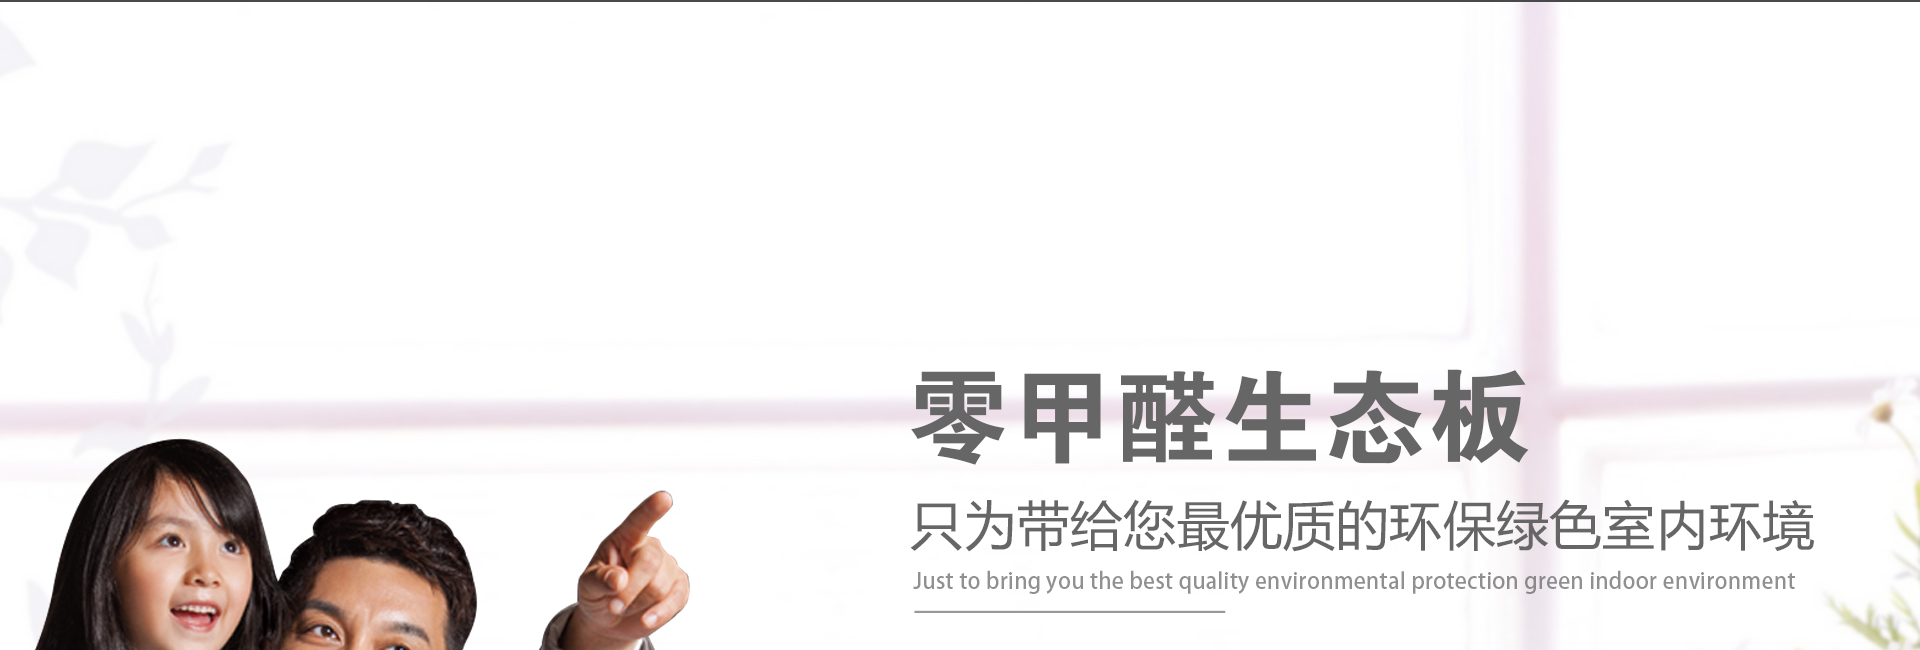 零甲醛生态板
只为带给您最优质的环保绿色室内环境
Just to bring you the best quality environmental protection green indoor environment